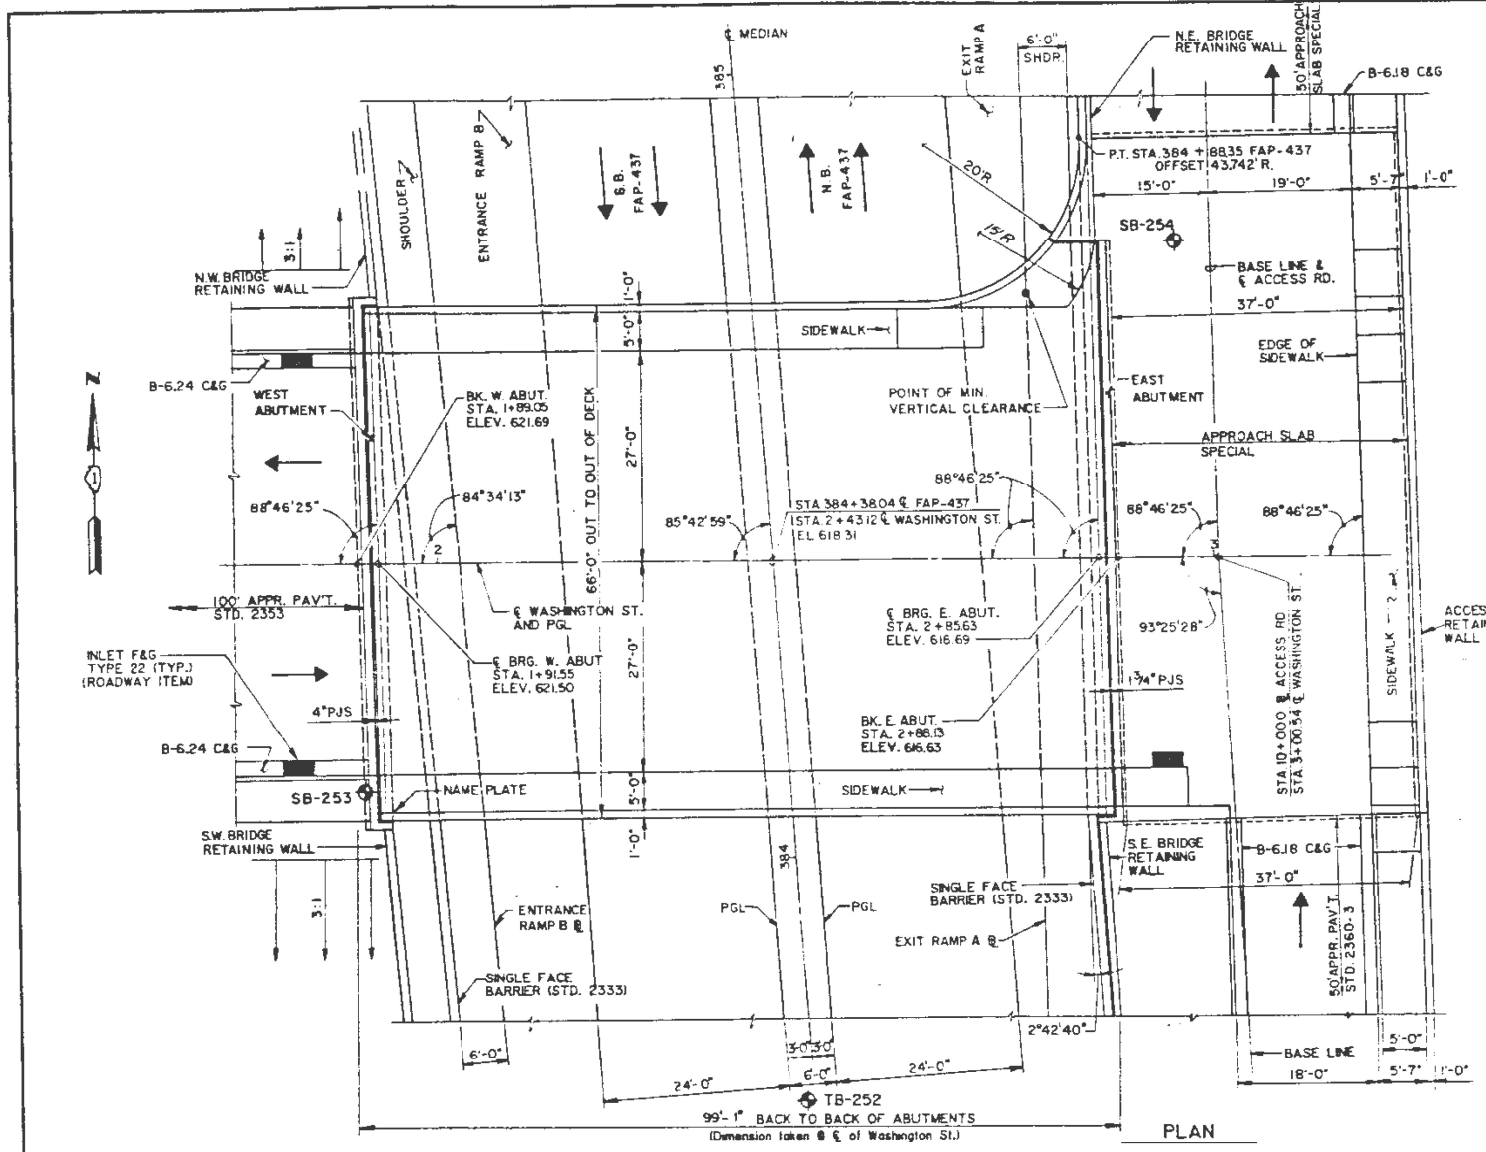 ℄ MEDIAN
385
EXIT
RAMP A
6'-0"
SHDR.
N.E. BRIDGE
RETAINING WALL
50' APPROACH
SLAB SPECIAL
B-6.18 C&G
P.T. STA. 384 + 88.35 FAP-437
OFFSET 43.742' R.
15'-0"
19'-0"
5'-7"
1'-0"
SHOULDER
ENTRANCE RAMP B
S.B.
FAP-437
N.B.
FAP-437
20'R
15'R
SB-254
BASE LINE &
℄ ACCESS RD.
37'-0"
3:1
N.W. BRIDGE
RETAINING WALL
1'-0"
5'-0"
SIDEWALK
EDGE OF
SIDEWALK
B-6.24 C&G
WEST
ABUTMENT
BK. W. ABUT.
STA. 1+89.05
ELEV. 621.69
POINT OF MIN.
VERTICAL CLEARANCE
EAST
ABUTMENT
N
1
66'-0" OUT TO OUT OF DECK
27'-0"
APPROACH SLAB
SPECIAL
88°46'25"
84°34'13"
85°42'59"
STA. 384+38.04 ℄ FAP-437
STA. 2+43.12 ℄ WASHINGTON ST.
EL. 618.31
88°46'25"
88°46'25"
88°46'25"
2
100' APPR. PAV'T.
STD. 2353
℄ WASHINGTON ST.
AND PGL
℄ BRG. E. ABUT.
STA. 2+85.63
ELEV. 616.69
93°25'28"
STA. 10+000 ℄ ACCESS RD
STA. 3+00.54 ℄ WASHINGTON ST.
SIDEWALK
2
ACCES
RETAIN
WALL
INLET F&G
TYPE 22 (TYP.)
(ROADWAY ITEM)
℄ BRG. W. ABUT
STA. 1+91.55
ELEV. 621.50
27'-0"
1 3/4" PJS
4" PJS
BK. E. ABUT.
STA. 2+88.13
ELEV. 616.63
B-6.24 C&G
SB-253
NAME PLATE
5'-0"
SIDEWALK
S.W. BRIDGE
RETAINING WALL
1'-0"
384
S.E. BRIDGE
RETAINING
WALL
B-6.18 C&G
37'-0"
3:1
ENTRANCE
RAMP B ℄
PGL
PGL
SINGLE FACE
BARRIER (STD. 2333)
EXIT RAMP A ℄
50' APPR. PAV'T.
STD. 2360-3
SINGLE FACE
BARRIER (STD. 2333)
2°42'40"
6'-0"
3'-0"
3'-0"
24'-0"
6'-0"
24'-0"
BASE LINE
5'-0"
18'-0"
5'-7"
1'-0"
TB-252
99'-1" BACK TO BACK OF ABUTMENTS
(Dimension taken @ ℄ of Washington St.)
PLAN